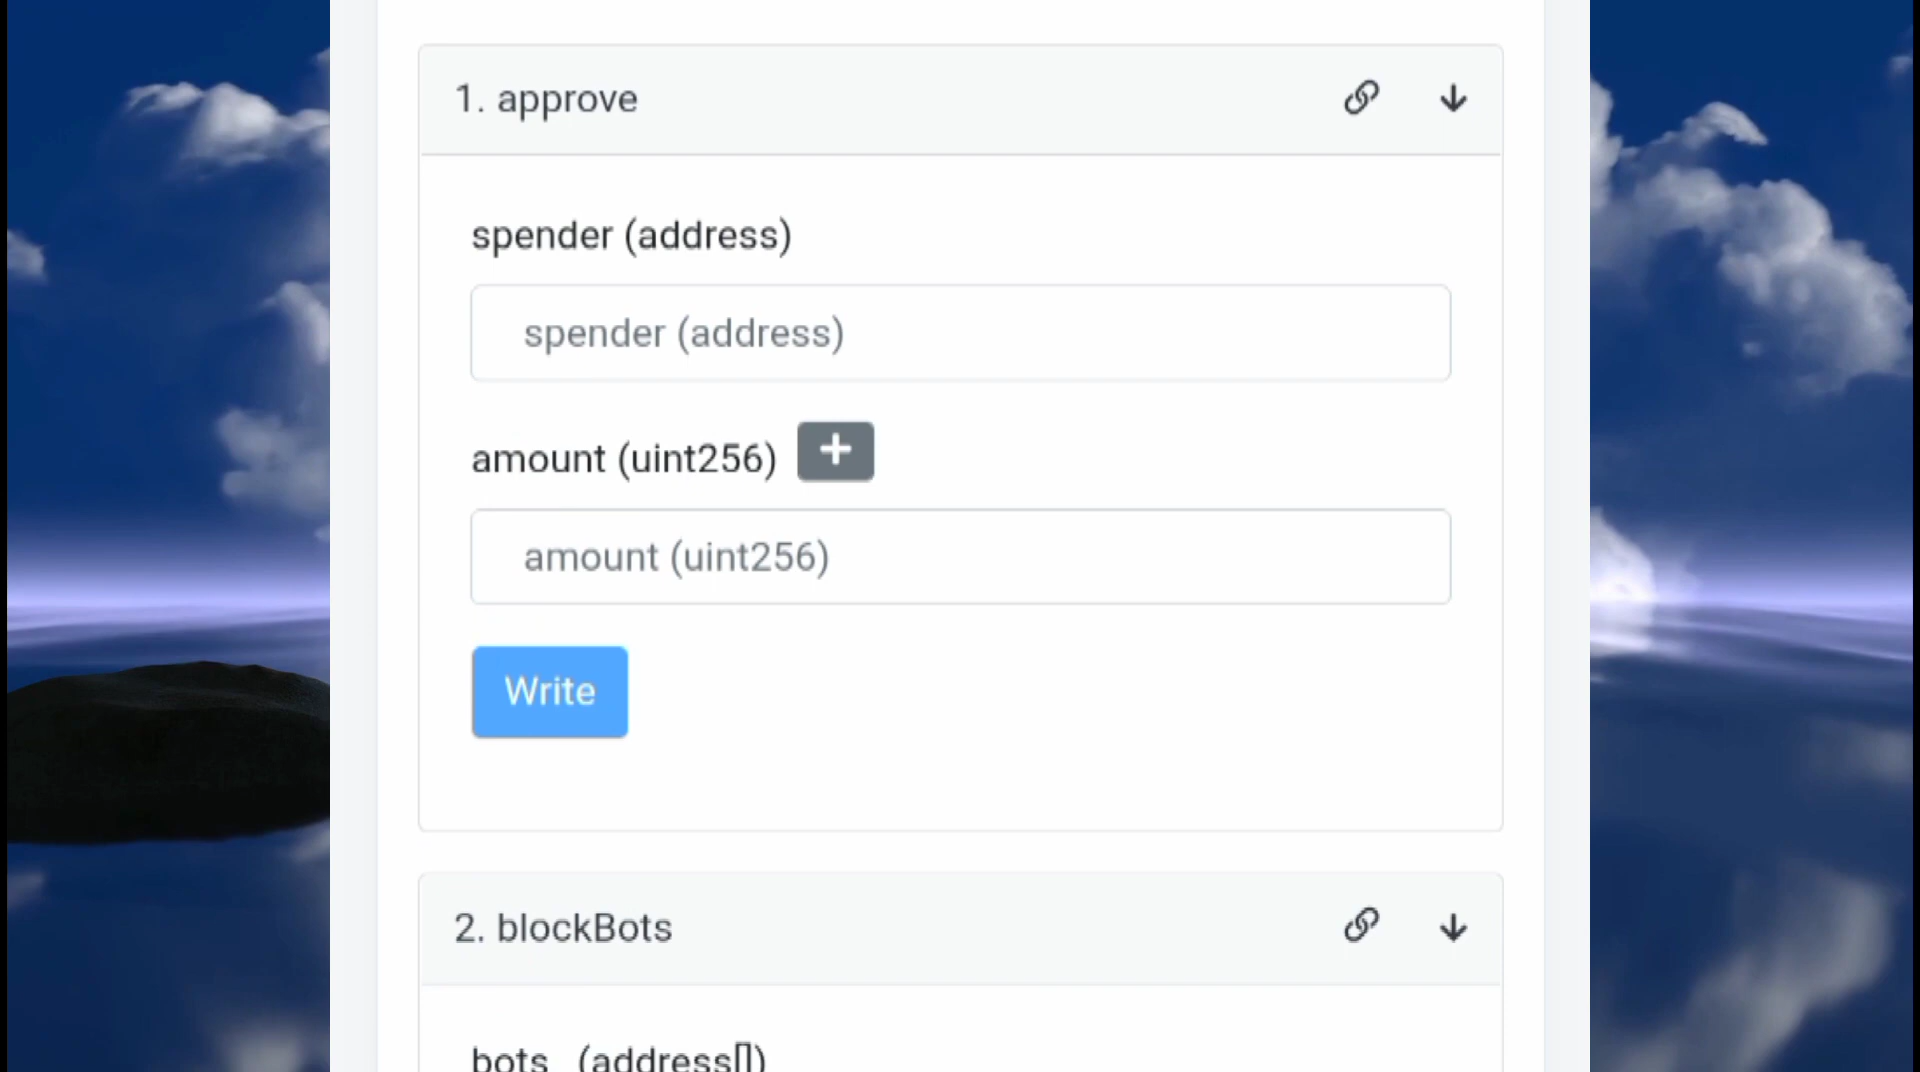 1. approve
spender (address)
spender (address)
amount (uint256)
amount (uint256)
Write
2. blockBots
bots_ (address[])